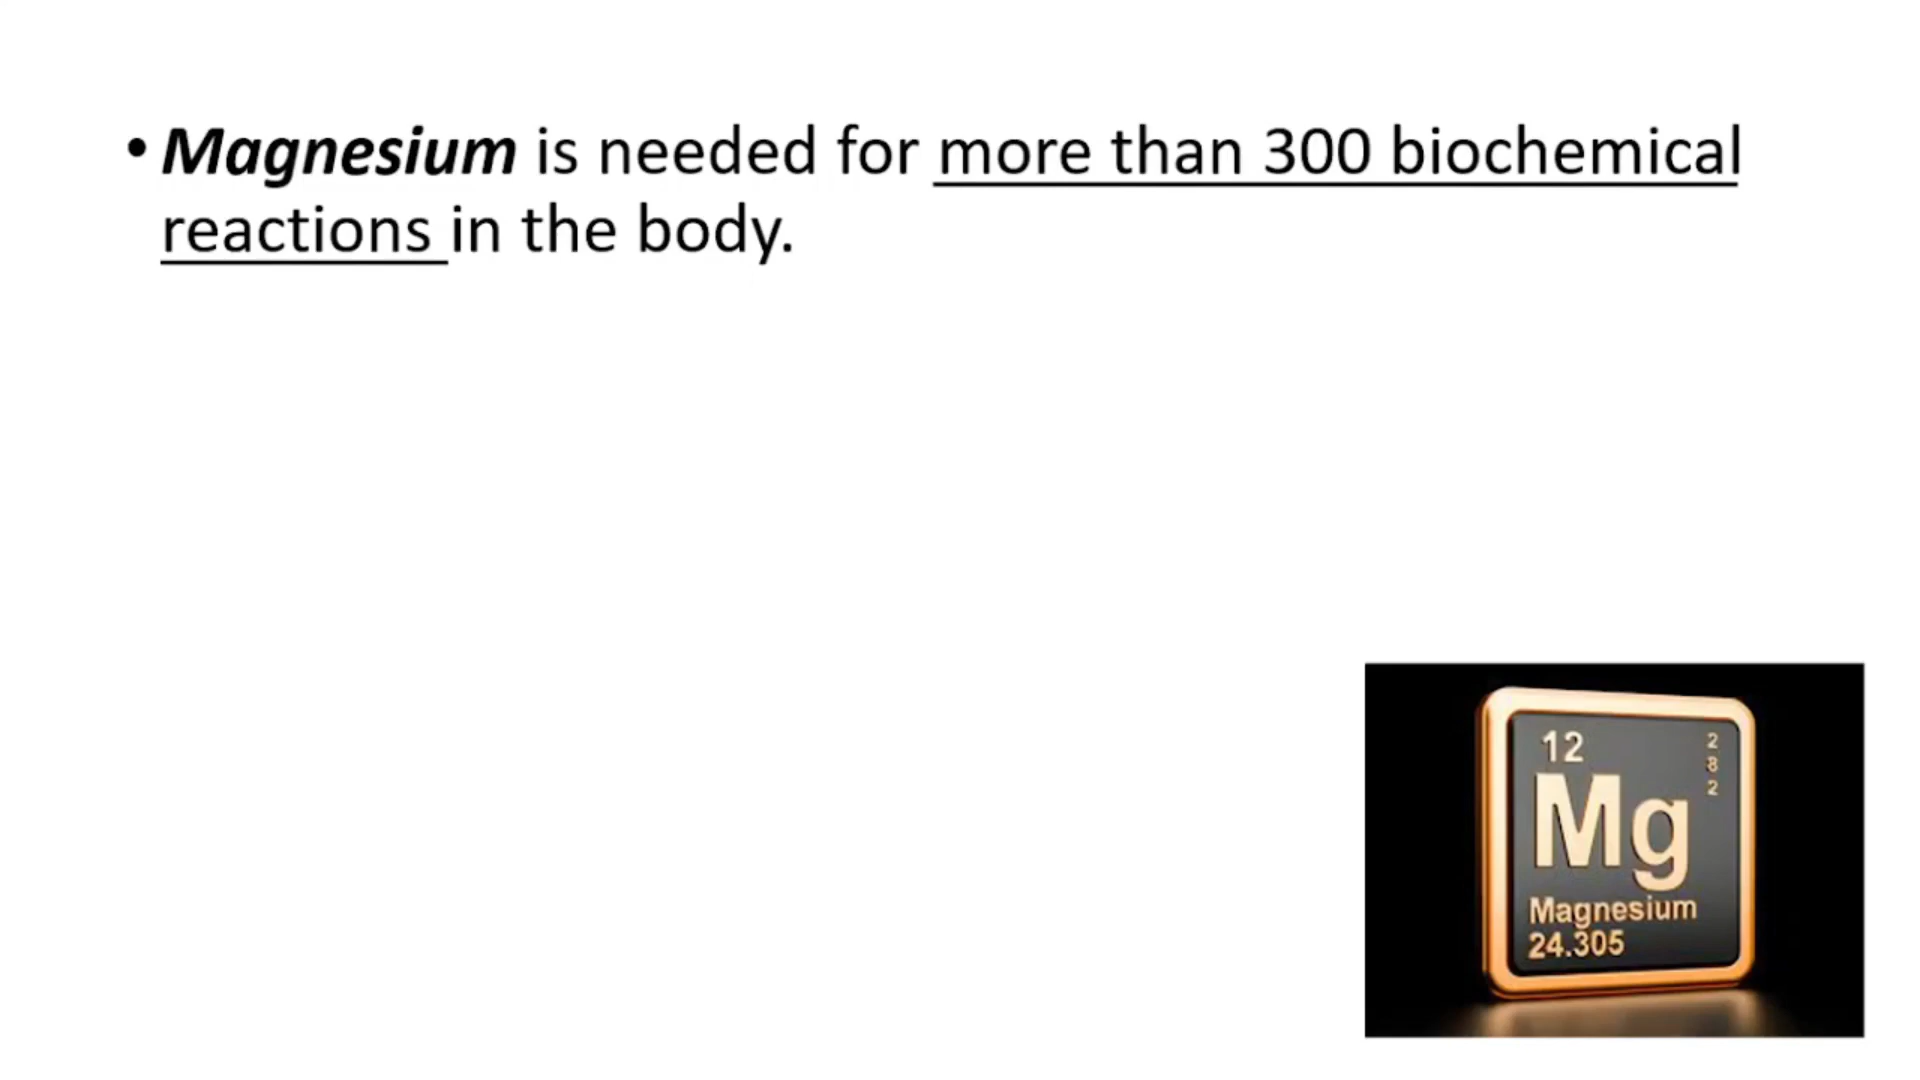 • Magnesium is needed for more than 300 biochemical
reactions in the body.
12
2
8
2
Mg
Magnesium
24.305